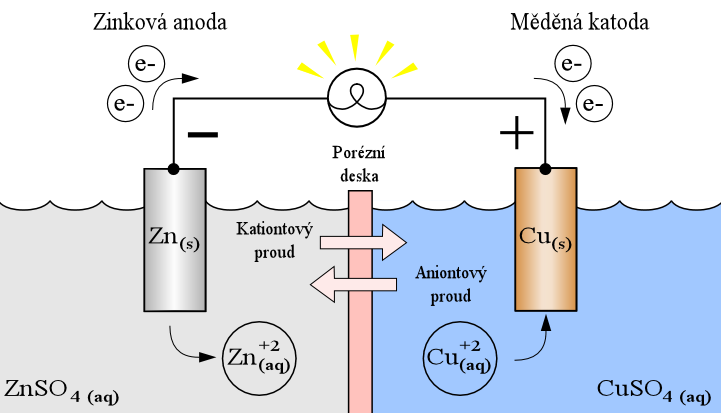 Zinková anoda
Měděná katoda
e-
e-
e-
e-
−
+
Porézní
deska
Zn(s)
Kationtový
proud
Cu(s)
Aniontový
proud
Zn+2(aq)
Cu+2(aq)
ZnSO4 (aq)
CuSO4 (aq)